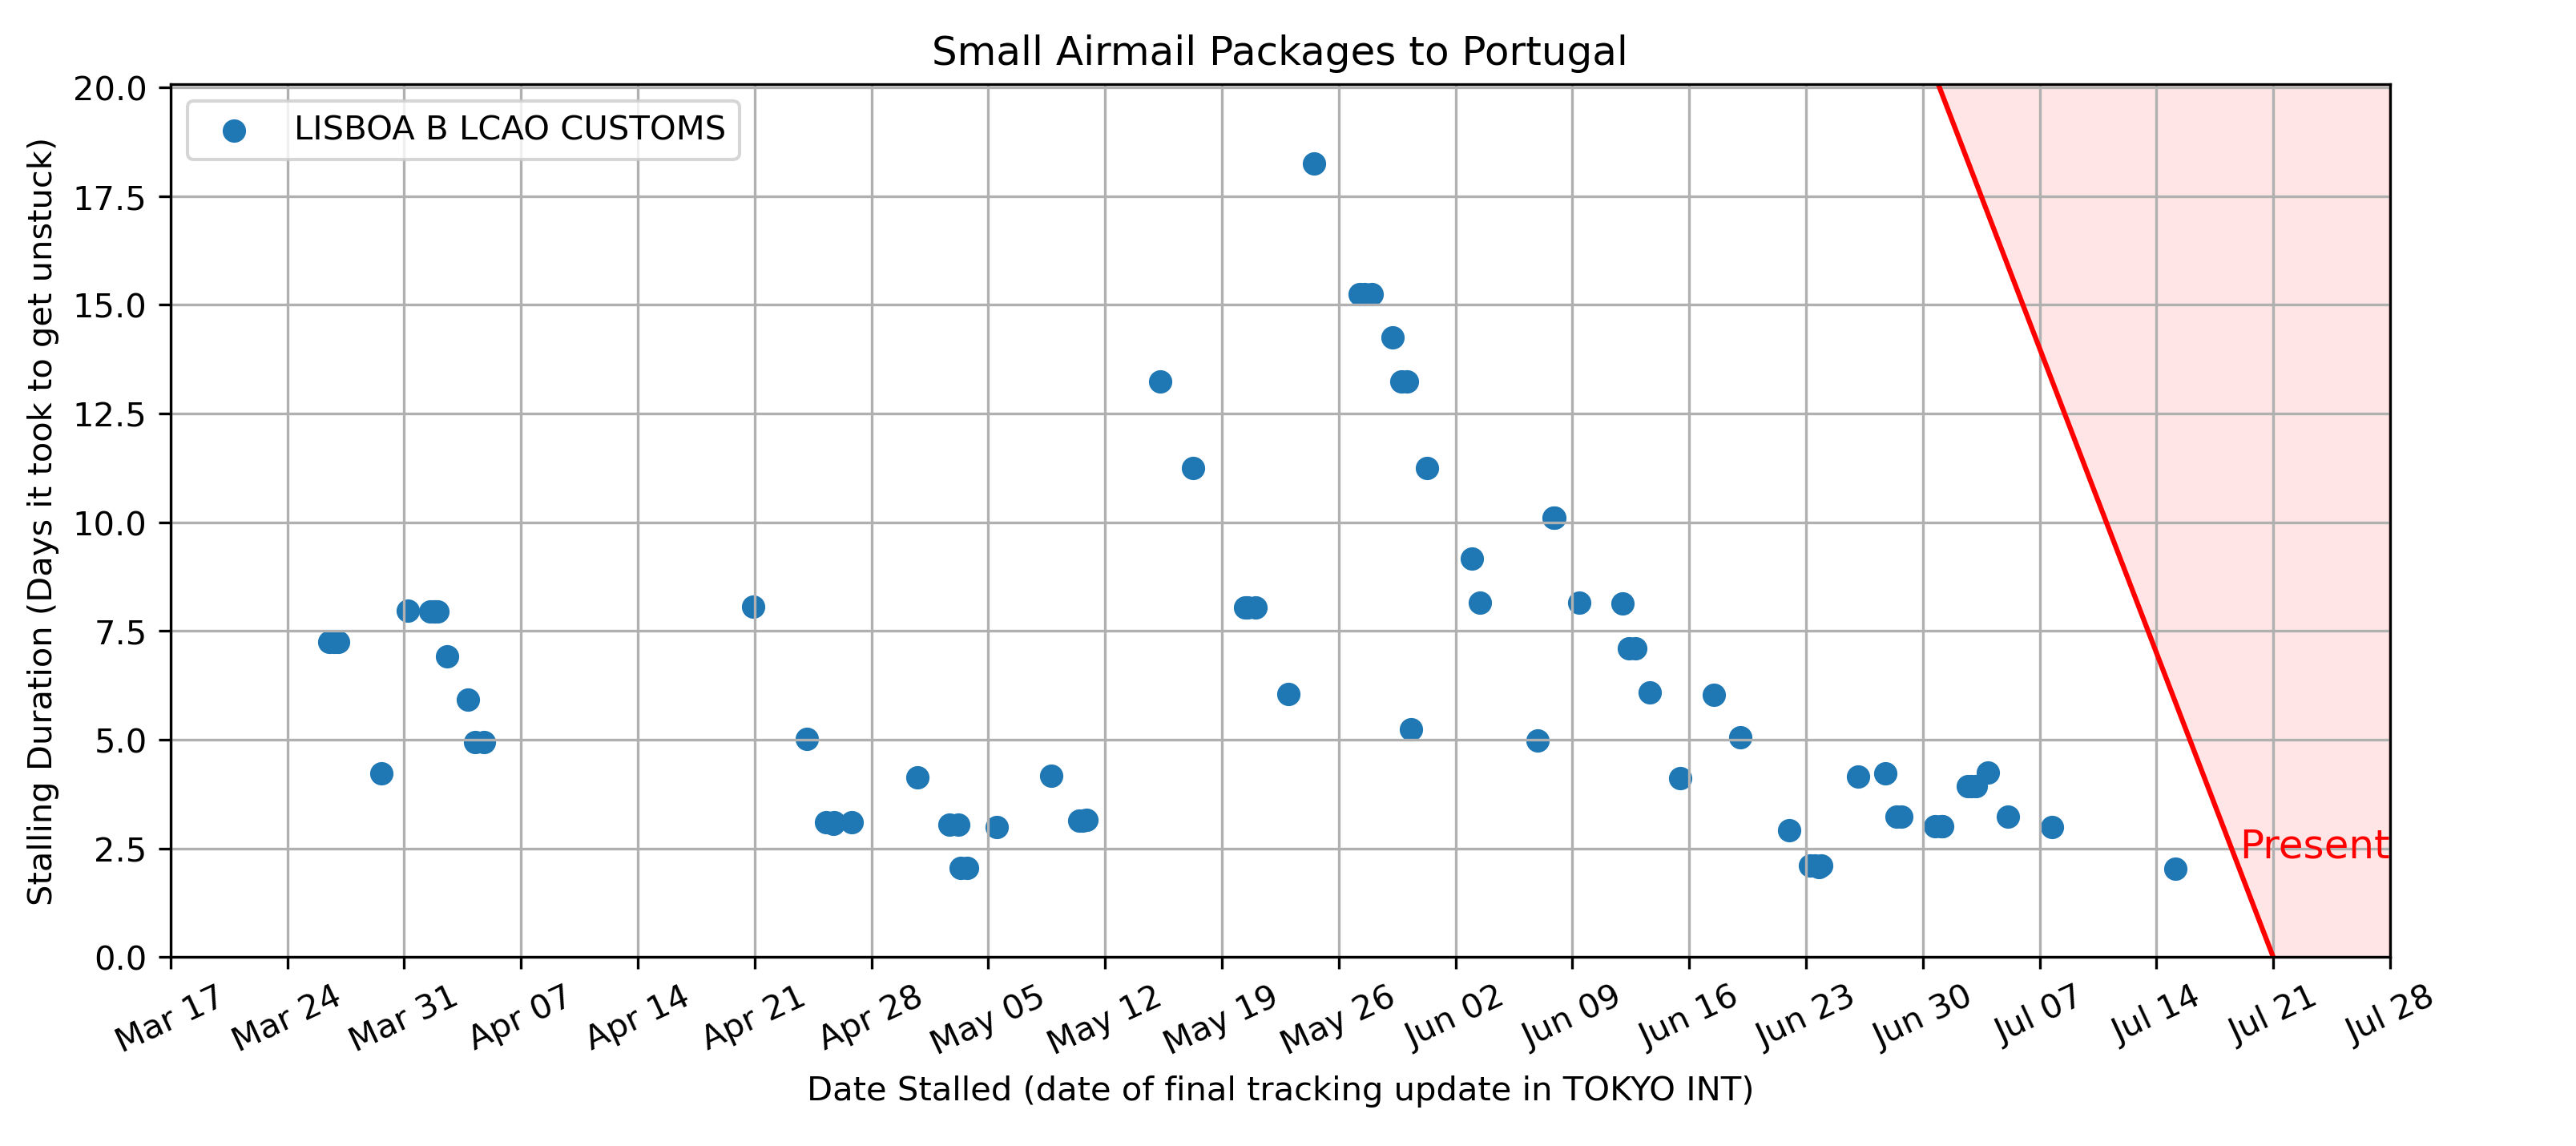 Small Airmail Packages to Portugal
LISBOA B LCAO CUSTOMS
Stalling Duration (Days it took to get unstuck)
20.0
17.5
15.0
12.5
10.0
7.5
5.0
2.5
0.0
Present
Mar 17
Mar 24
Mar 31
Apr 07
Apr 14
Apr 21
Apr 28
May 05
May 12
May 19
May 26
Jun 02
Jun 09
Jun 16
Jun 23
Jun 30
Jul 07
Jul 14
Jul 21
Jul 28
Date Stalled (date of final tracking update in TOKYO INT)